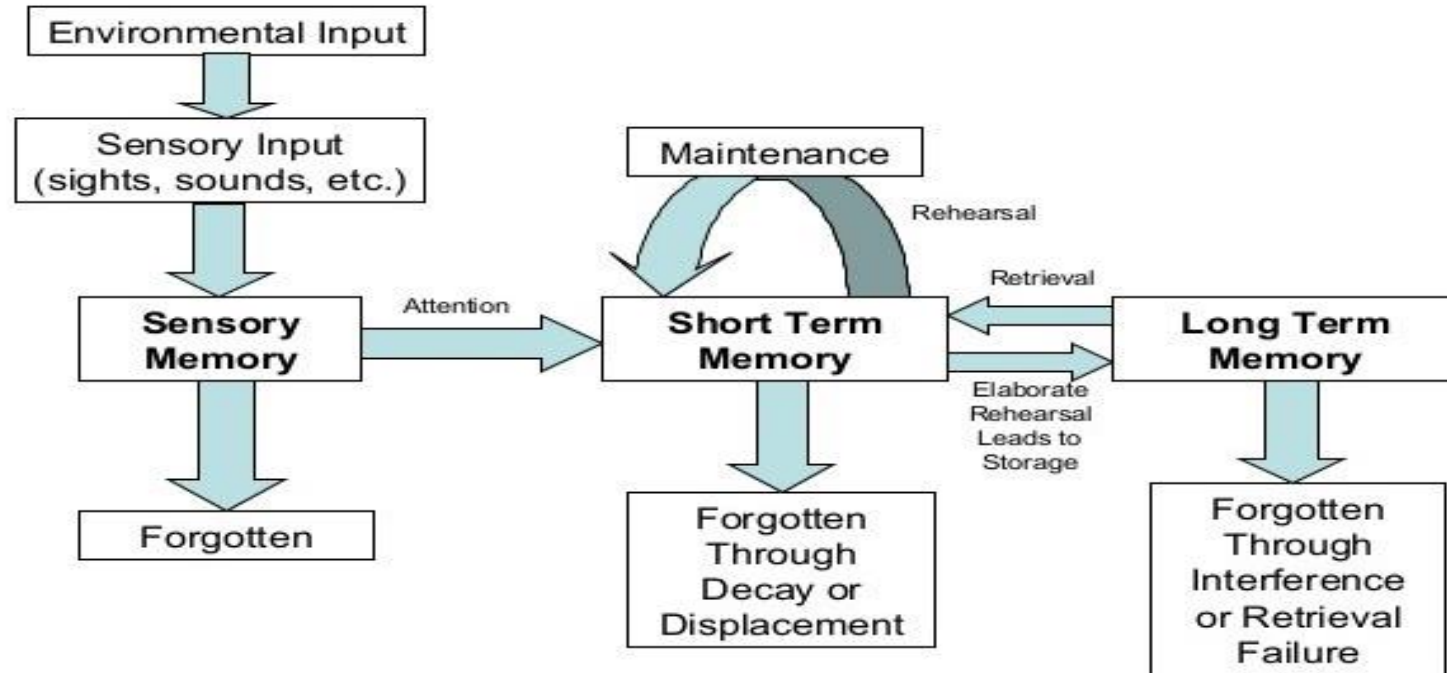 Environmental Input
Sensory Input
(sights, sounds, etc.)
Maintenance
Rehearsal
Sensory
Memory
Attention
Short Term
Memory
Retrieval
Elaborate
Rehearsal
Leads to
Storage
Long Term
Memory
Forgotten
Forgotten
Through
Decay or
Displacement
Forgotten
Through
Interference
or Retrieval
Failure